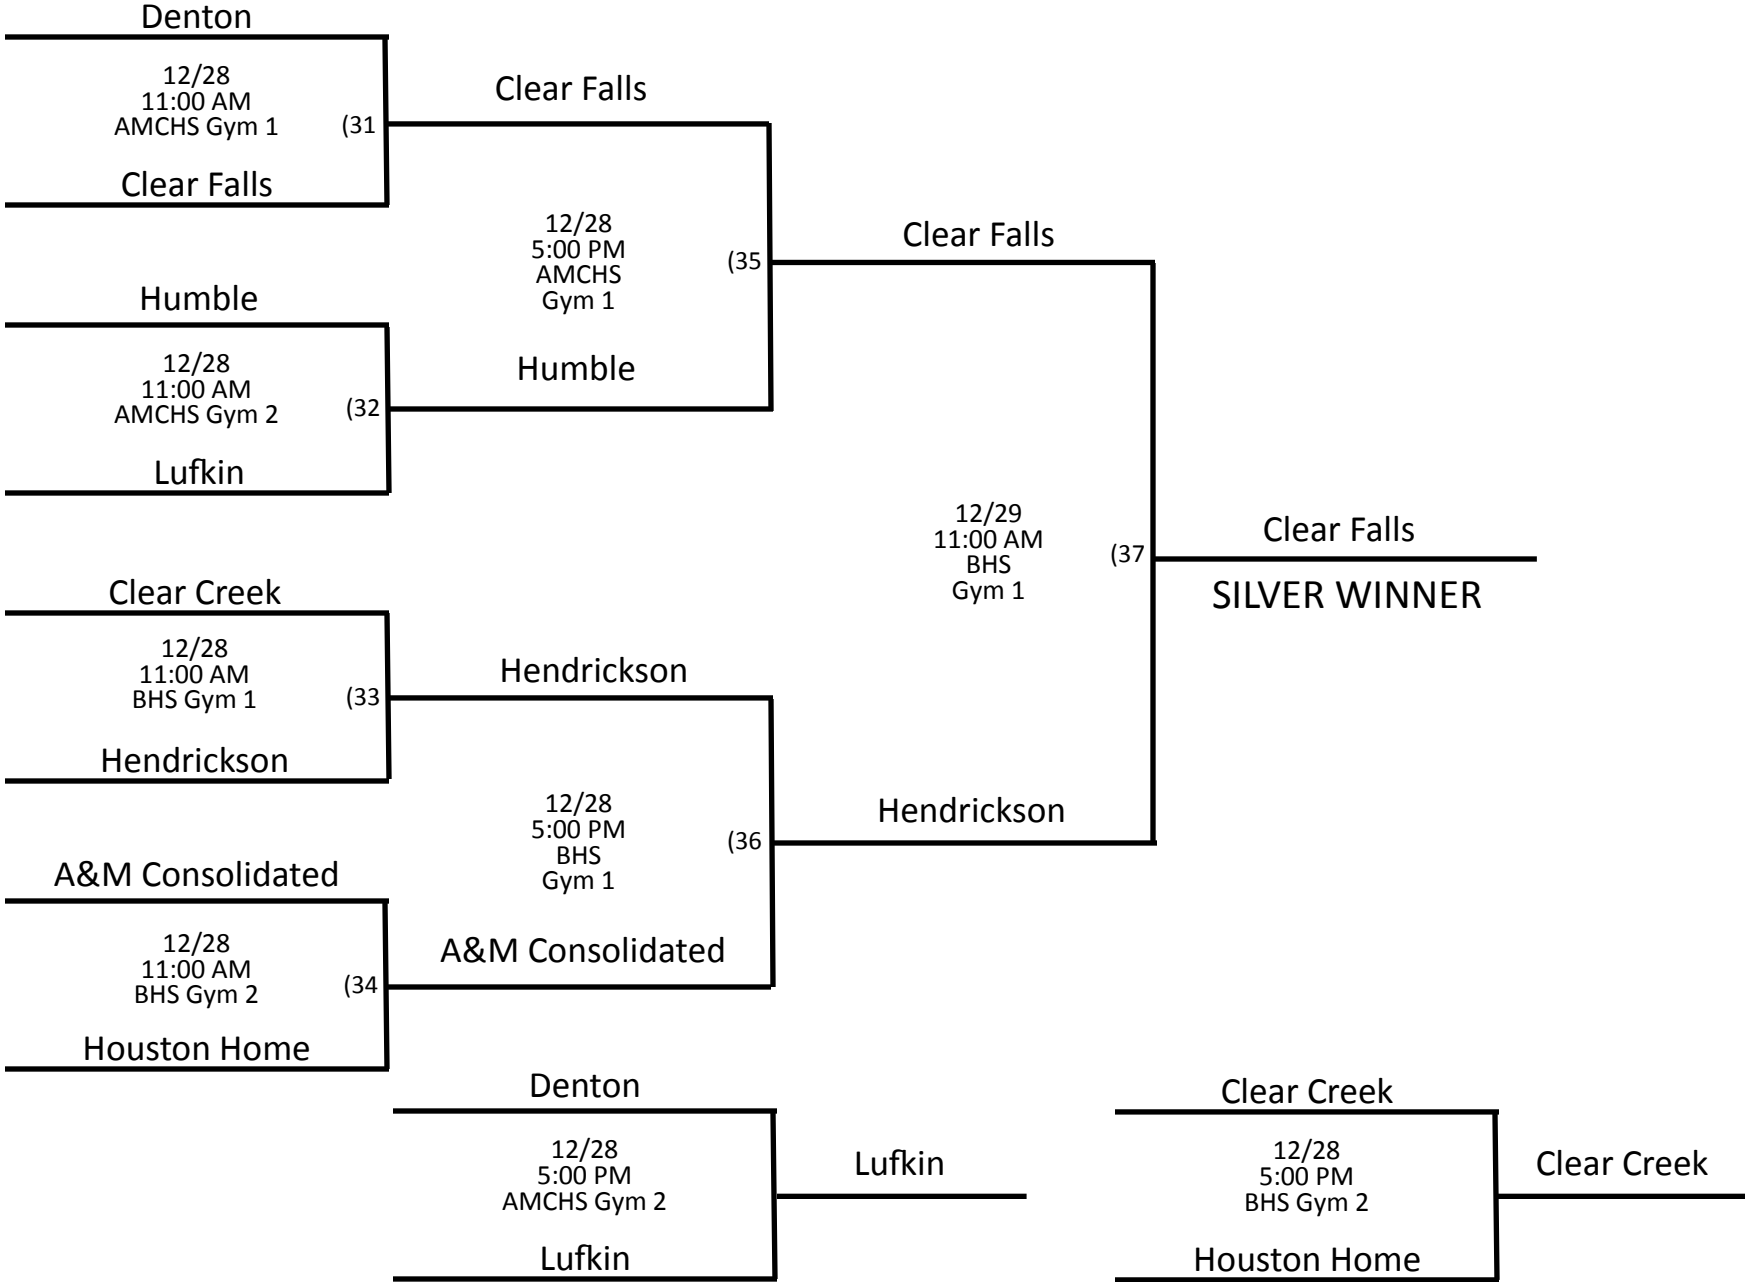 Denton
12/28
11:00 AM
AMCHS Gym 1
(31
Clear Falls
Clear Falls
12/28
5:00 PM
AMCHS
Gym 1
(35
Clear Falls
Humble
12/28
11:00 AM
AMCHS Gym 2
(32
Humble
Lufkin
12/29
11:00 AM
BHS
Gym 1
(37
Clear Falls
SILVER WINNER
Clear Creek
12/28
11:00 AM
BHS Gym 1
(33
Hendrickson
Hendrickson
12/28
5:00 PM
BHS
Gym 1
(36
Hendrickson
A&M Consolidated
12/28
11:00 AM
BHS Gym 2
(34
A&M Consolidated
Houston Home
Denton
12/28
5:00 PM
AMCHS Gym 2
Lufkin
Lufkin
Clear Creek
12/28
5:00 PM
BHS Gym 2
Clear Creek
Houston Home